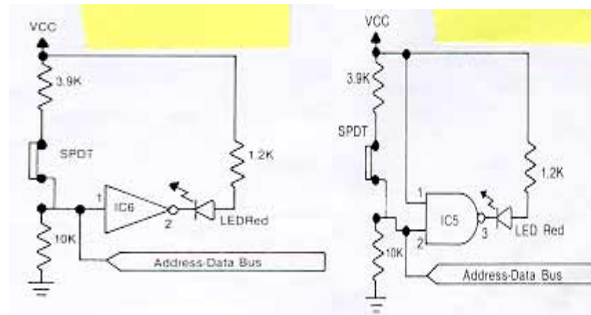 VCC
3.9K
SPDT
1.2K
1
IC6
2
LEDRed
10K
Address-Data Bus
VCC
3.9K
SPDT
1.2K
1
IC5
2
3
LED Red
10K
Address-Data Bus